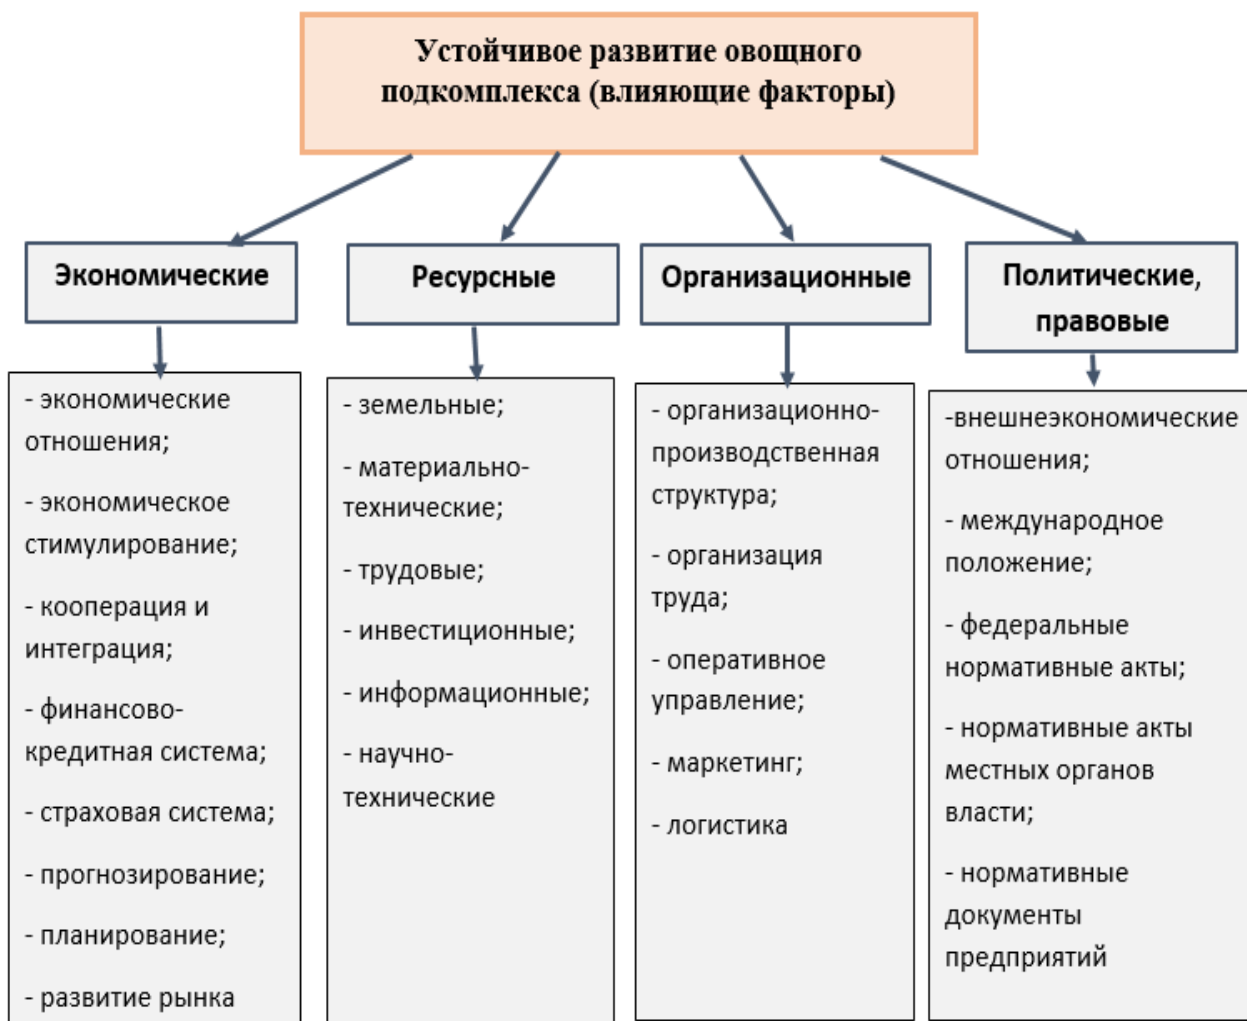 Устойчивое развитие овощного
подкомплекса (влияющие факторы)
Экономические
- экономические
отношения;
- экономическое
стимулирование;
- кооперация и
интеграция;
- финансово-
кредитная система;
- страховая система;
- прогнозирование;
- планирование;
- развитие рынка
Ресурсные
- земельные;
- материально-
технические;
- трудовые;
- инвестиционные;
- информационные;
- научно-
технические
Организационные
- организационно-
производственная
структура;
- организация
труда;
- оперативное
управление;
- маркетинг;
- логистика
Политические,
правовые
-внешнеэкономические
отношения;
- международное
положение;
- федеральные
нормативные акты;
- нормативные акты
местных органов
власти;
- нормативные
документы
предприятий